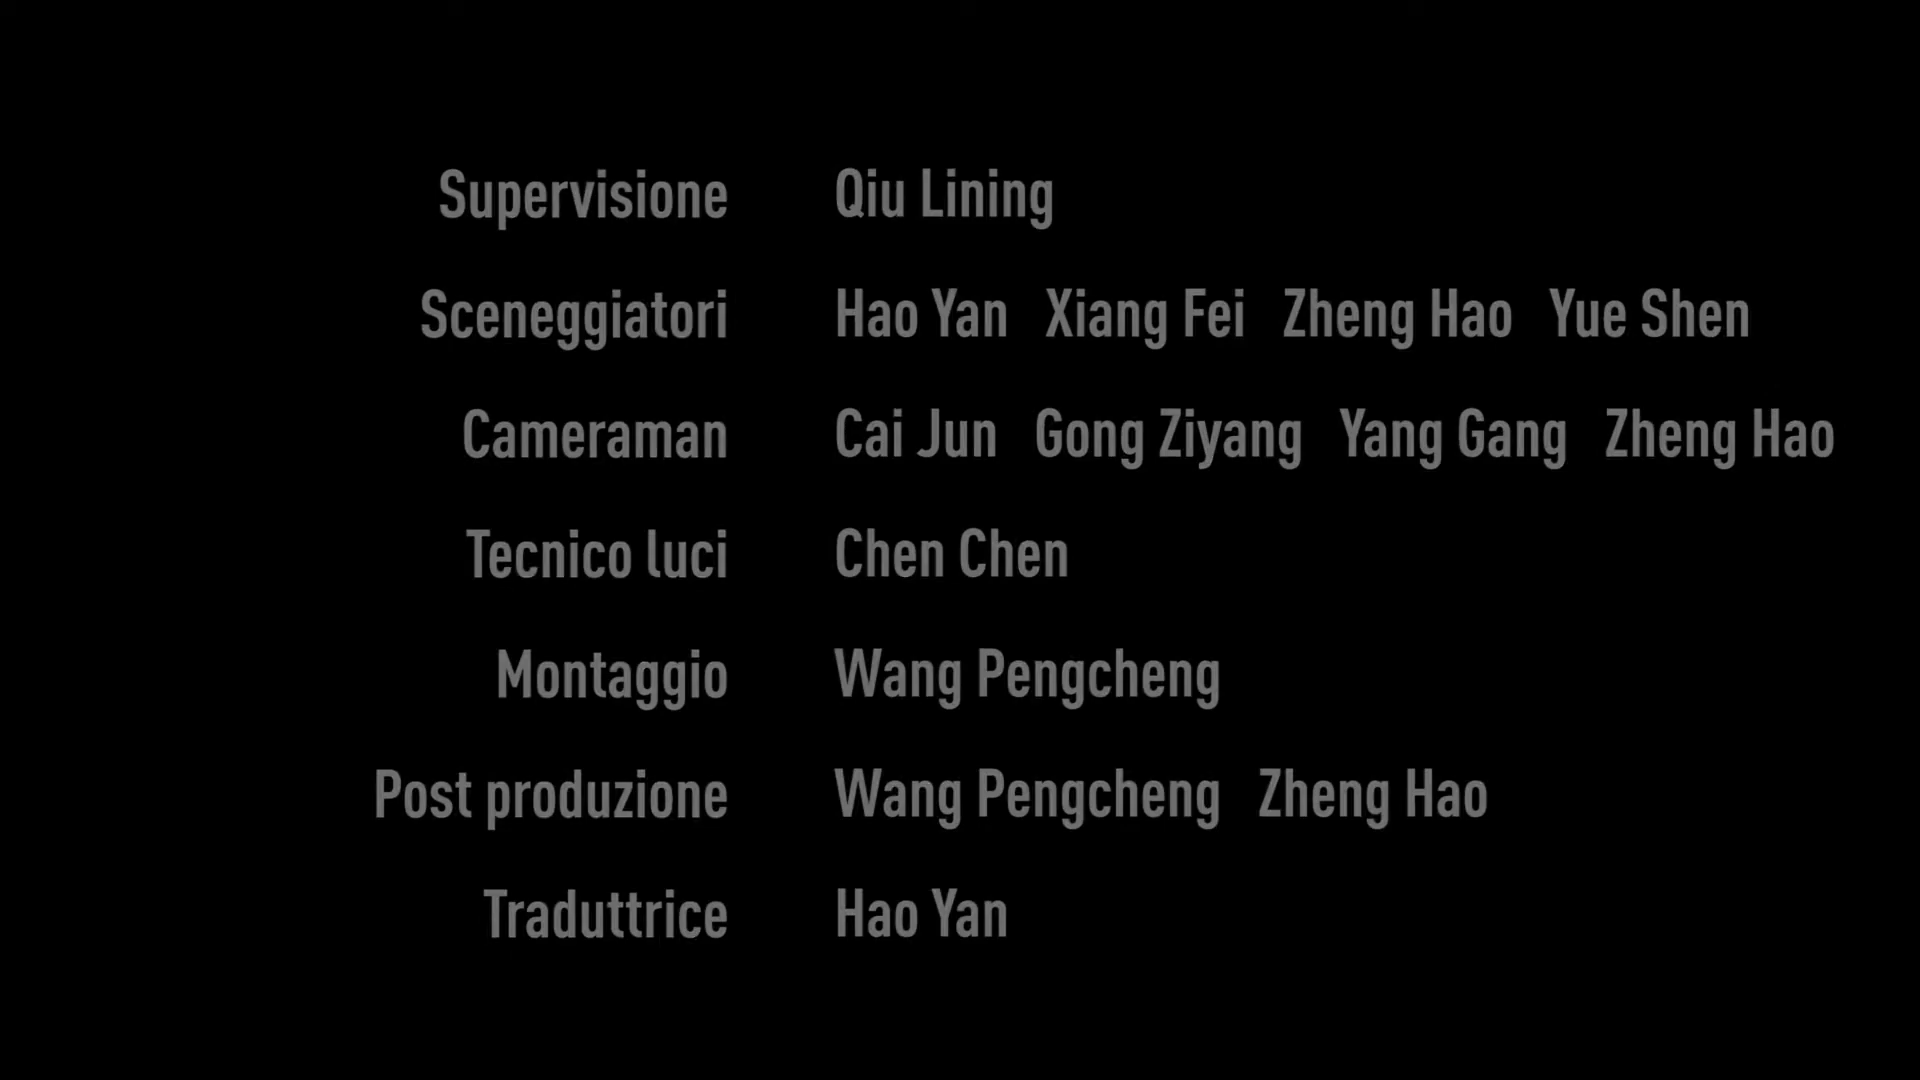 Supervisione Qiu Lining
Sceneggiatori Hao Yan Xiang Fei Zheng Hao Yue Shen
Cameraman Cai Jun Gong Ziyang Yang Gang Zheng Hao
Tecnico luci Chen Chen
Montaggio Wang Pengcheng
Post produzione Wang Pengcheng Zheng Hao
Traduttrice Hao Yan